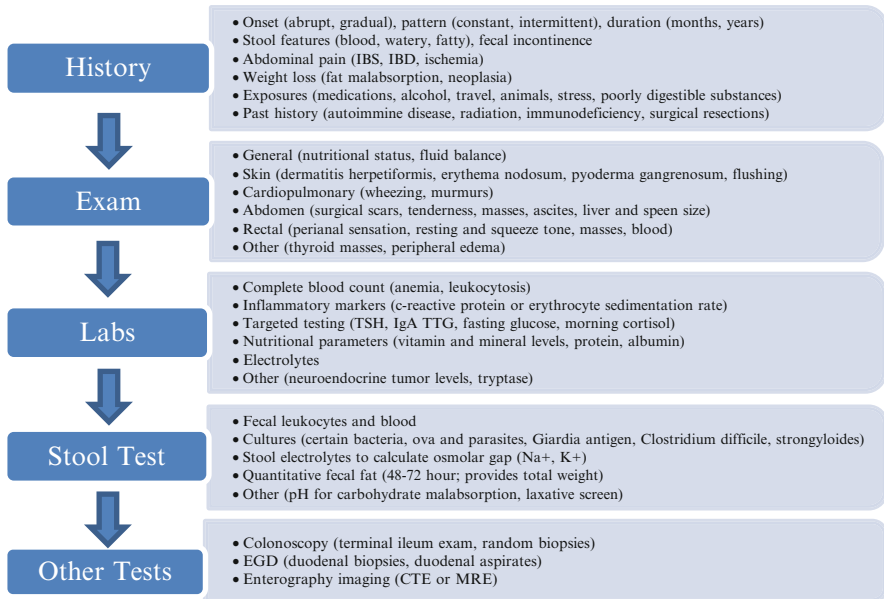 History
• Onset (abrupt, gradual), pattern (constant, intermittent), duration (months, years)
• Stool features (blood, watery, fatty), fecal incontinence
• Abdominal pain (IBS, IBD, ischemia)
• Weight loss (fat malabsorption, neoplasia)
• Exposures (medications, alcohol, travel, animals, stress, poorly digestible substances)
• Past history (autoimmine disease, radiation, immunodeficiency, surgical resections)
Exam
• General (nutritional status, fluid balance)
• Skin (dermatitis herpetiformis, erythema nodosum, pyoderma gangrenosum, flushing)
• Cardiopulmonary (wheezing, murmurs)
• Abdomen (surgical scars, tenderness, masses, ascites, liver and speen size)
• Rectal (perianal sensation, resting and squeeze tone, masses, blood)
• Other (thyroid masses, peripheral edema)
Labs
• Complete blood count (anemia, leukocytosis)
• Inflammatory markers (c-reactive protein or erythrocyte sedimentation rate)
• Targeted testing (TSH, IgA TTG, fasting glucose, morning cortisol)
• Nutritional parameters (vitamin and mineral levels, protein, albumin)
• Electrolytes
• Other (neuroendocrine tumor levels, tryptase)
Stool Test
• Fecal leukocytes and blood
• Cultures (certain bacteria, ova and parasites, Giardia antigen, Clostridium difficile, strongyloides)
• Stool electrolytes to calculate osmolar gap (Na+, K+)
• Quantitative fecal fat (48-72 hour; provides total weight)
• Other (pH for carbohydrate malabsorption, laxative screen)
Other Tests
• Colonoscopy (terminal ileum exam, random biopsies)
• EGD (duodenal biopsies, duodenal aspirates)
• Enterography imaging (CTE or MRE)